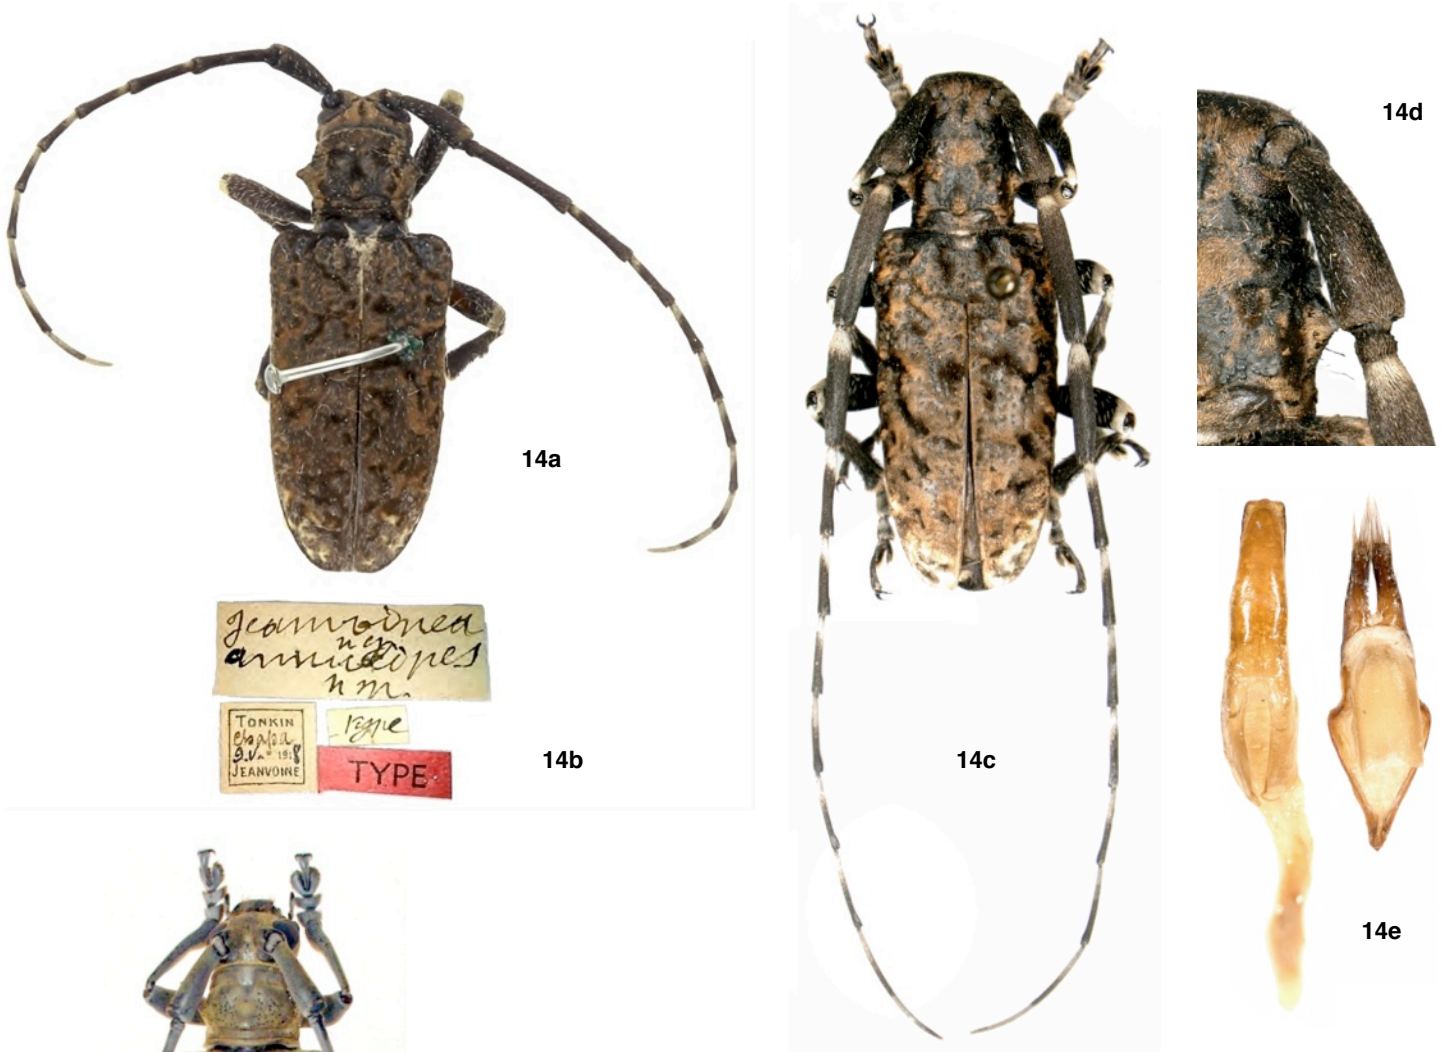 14a
Jeanvoinea
n g.
annulipes
n m.
TONKIN
Chapa
9.V. 1918
JEANVOINE
type
TYPE
14b
14c
14d
14e